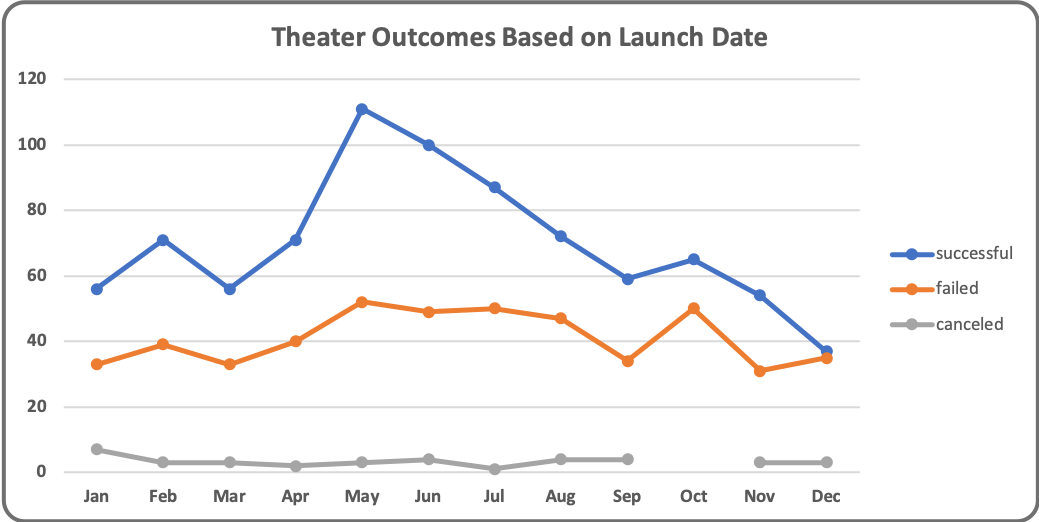 Theater Outcomes Based on Launch Date
120
100
80
60
40
20
0
Jan Feb Mar Apr May Jun Jul Aug Sep Oct Nov Dec
successful
failed
canceled